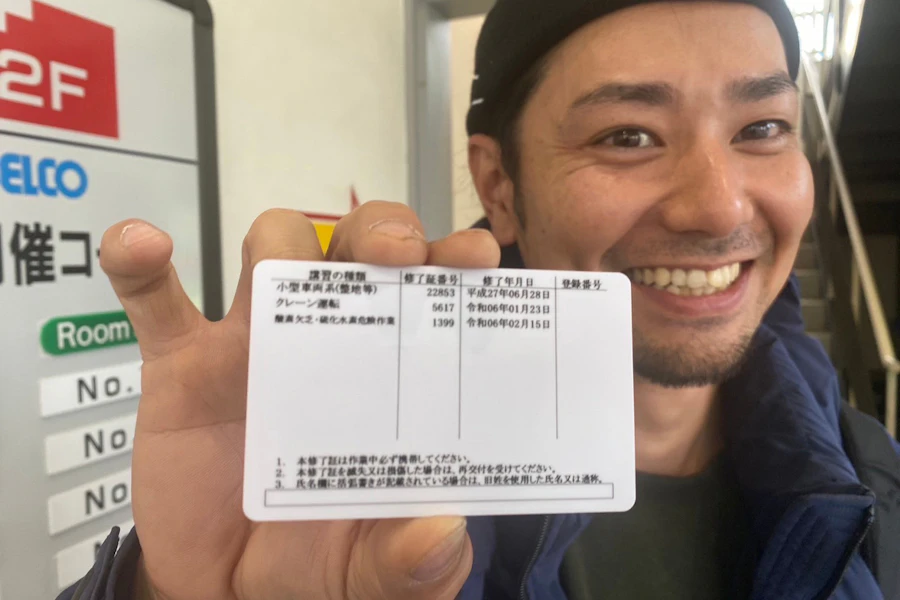 2F
ELCO
催コ
Room
No.
No
No
講習の種類 修了証番号 修了年月日 登録番号
小型車両系(整地等) 22853 平成27年06月28日
クレーン運転 5617 令和06年01月23日
酸素欠乏・硫化水素危険作業 1399 令和06年02月15日
1. 本修了証は作業中必ず携帯してください。
2. 本修了証を滅失又は損傷した場合は、再交付を受けてください。
3. 氏名欄に括弧書きが記載されている場合は、旧姓を使用した氏名又は通称。